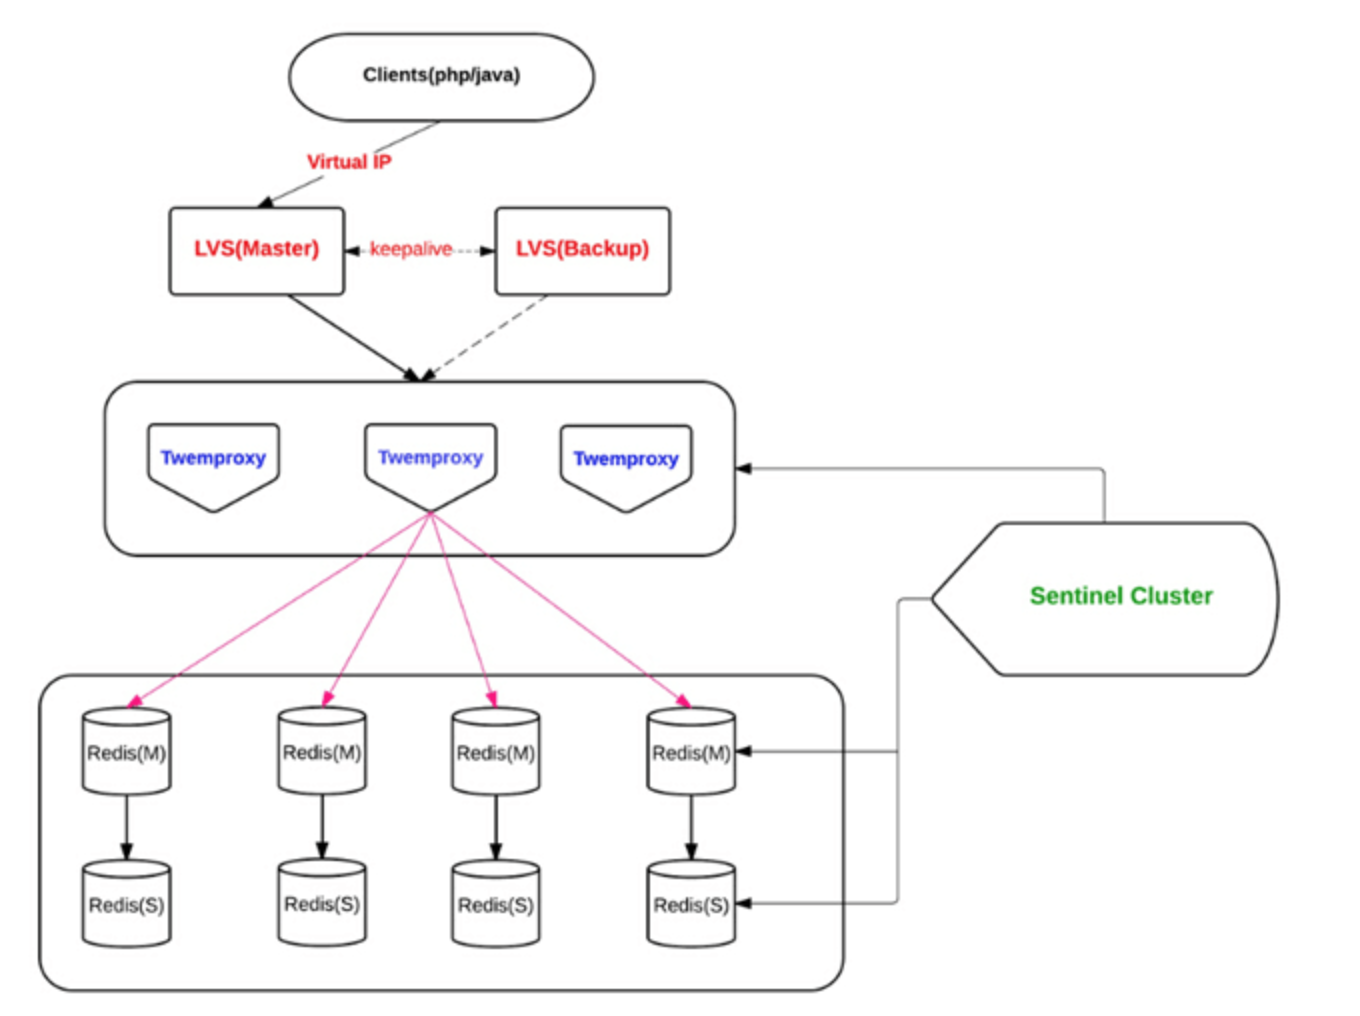 Clients(php/java)
Virtual IP
LVS(Master)
keepalive
LVS(Backup)
Twemproxy
Twemproxy
Twemproxy
Sentinel Cluster
Redis(M)
Redis(M)
Redis(M)
Redis(M)
Redis(S)
Redis(S)
Redis(S)
Redis(S)